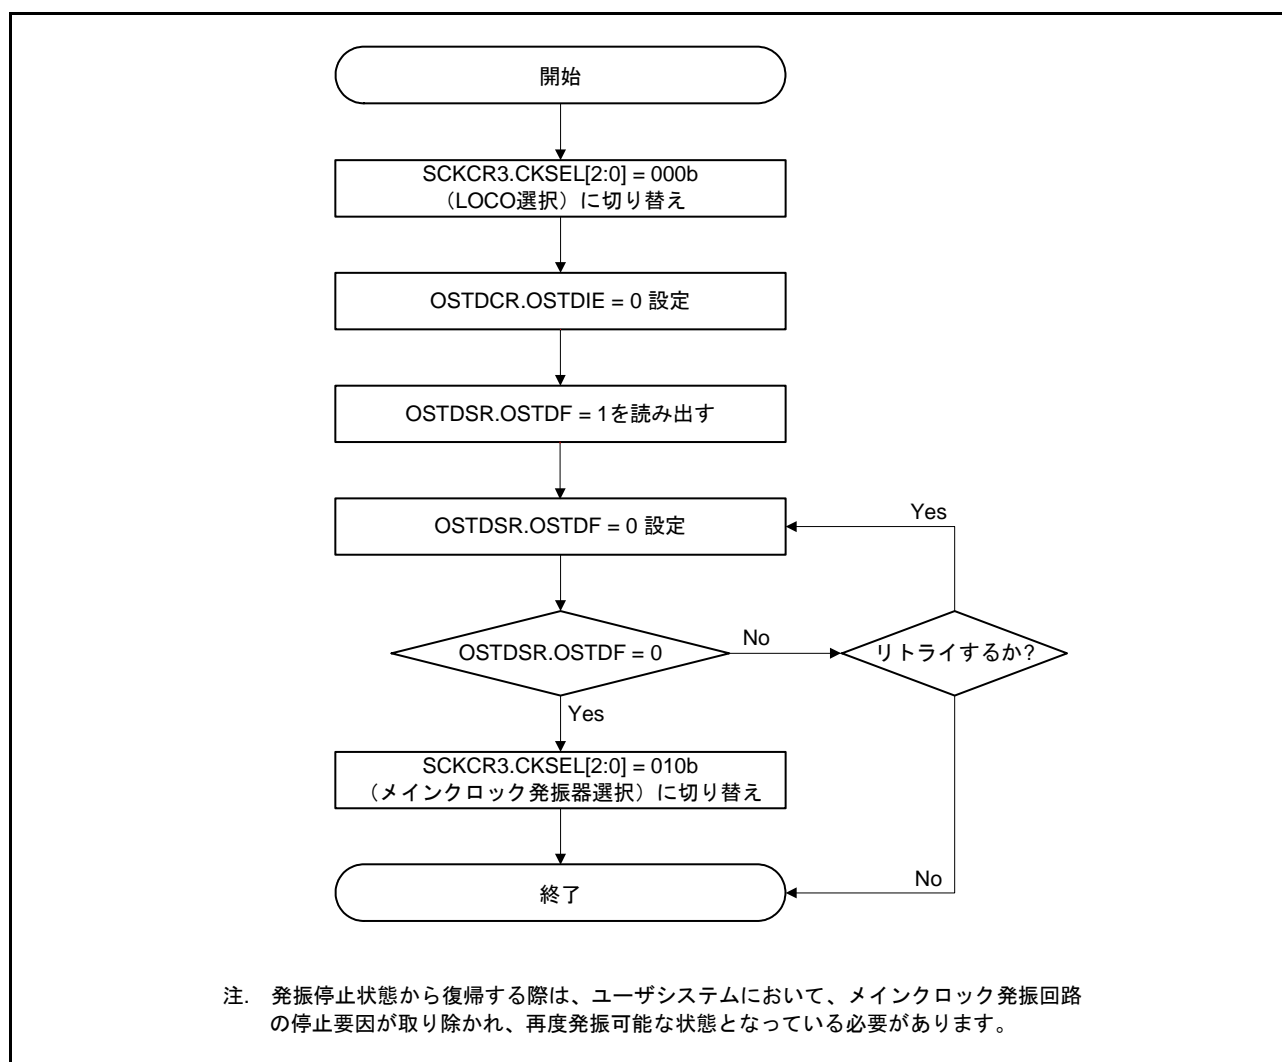 開始
SCKCR3.CKSEL[2:0] = 000b
（LOCO選択）に切り替え
OSTDCR.OSTDIE = 0 設定
OSTDSR.OSTDF = 1を読み出す
OSTDSR.OSTDF = 0 設定
Yes
OSTDSR.OSTDF = 0
No
リトライするか?
Yes
SCKCR3.CKSEL[2:0] = 010b
（メインクロック発振器選択）に切り替え
No
終了
注. 発振停止状態から復帰する際は、ユーザシステムにおいて、メインクロック発振回路
の停止要因が取り除かれ、再度発振可能な状態となっている必要があります。